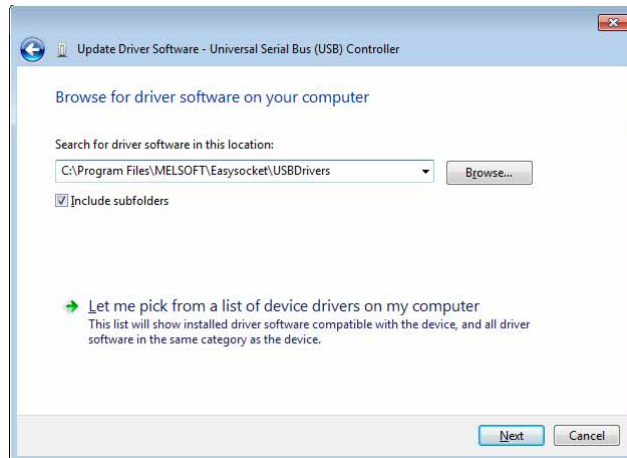 Update Driver Software - Universal Serial Bus (USB) Controller
Browse for driver software on your computer
Search for driver software in this location:
C:\Program Files\MELSOFT\Easysocket\USBDrivers
Browse...
Include subfolders
Let me pick from a list of device drivers on my computer
This list will show installed driver software compatible with the device, and all driver
software in the same category as the device.
Next
Cancel